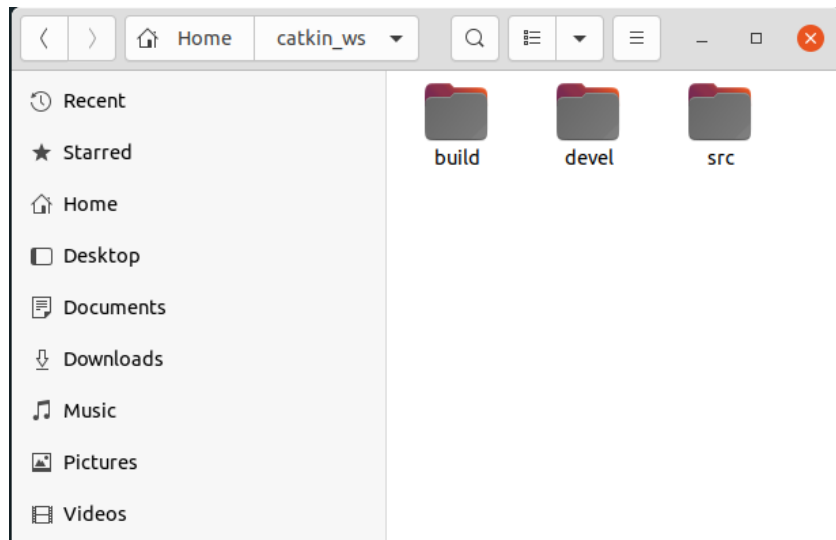 Home catkin_ws
Recent
Starred
Home
Desktop
Documents
Downloads
Music
Pictures
Videos
build devel src